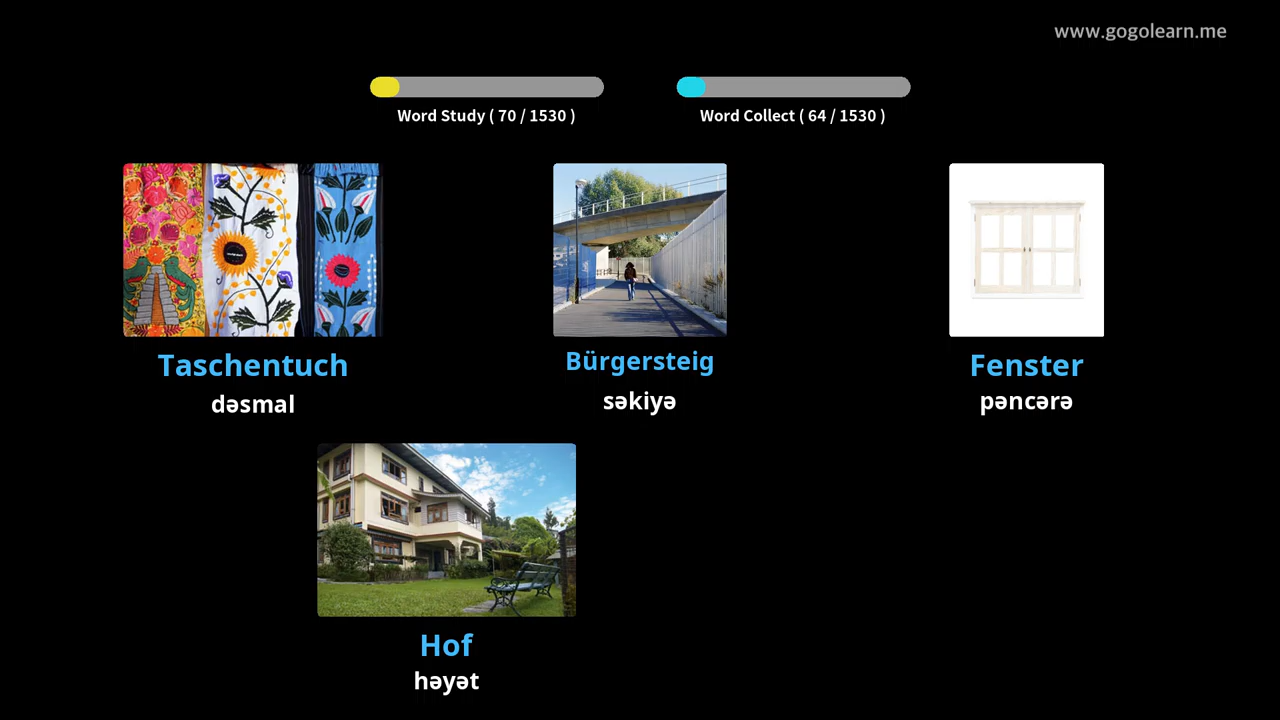 www.gogolearn.me
Word Study ( 70 / 1530 )
Word Collect ( 64 / 1530 )
Taschentuch
dəsmal
Bürgersteig
səkiyə
Fenster
pəncərə
Hof
həyət